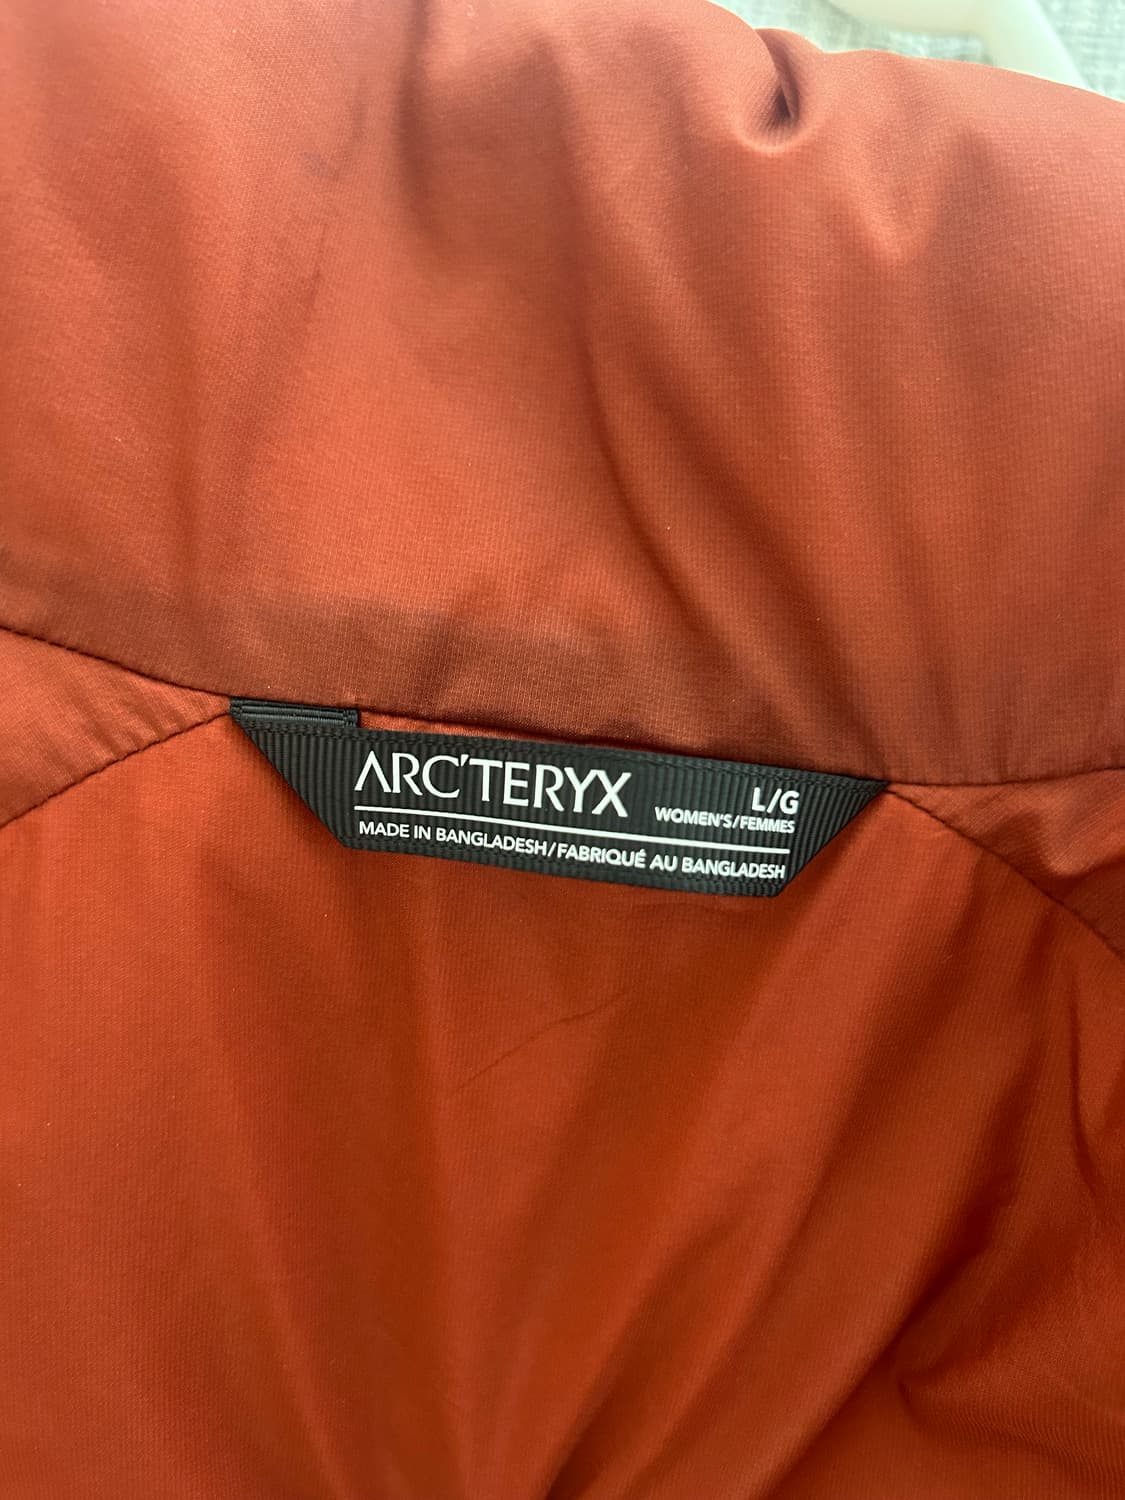 ARC'TERYX
L/G
WOMEN'S/FEMMES
MADE IN BANGLADESH/FABRIQUÉ AU BANGLADESH